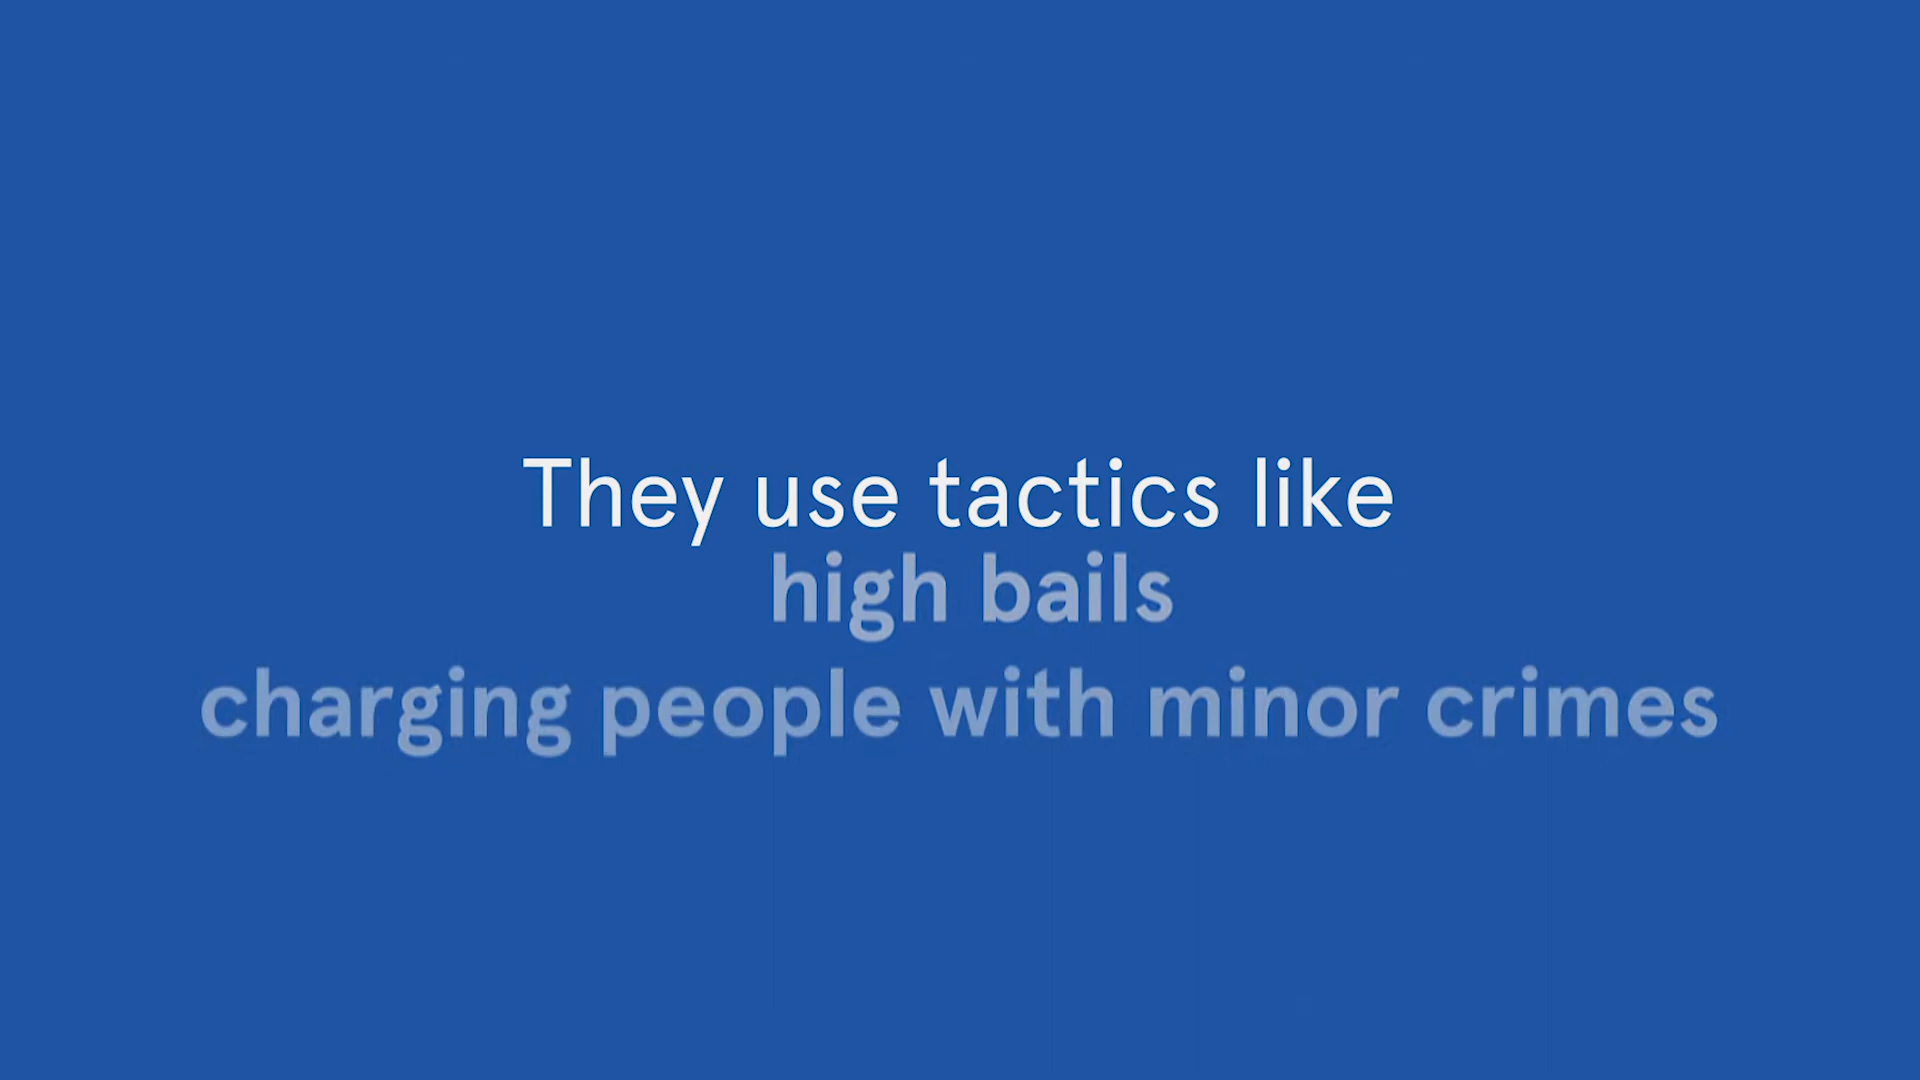 They use tactics like
high bails
charging people with minor crimes